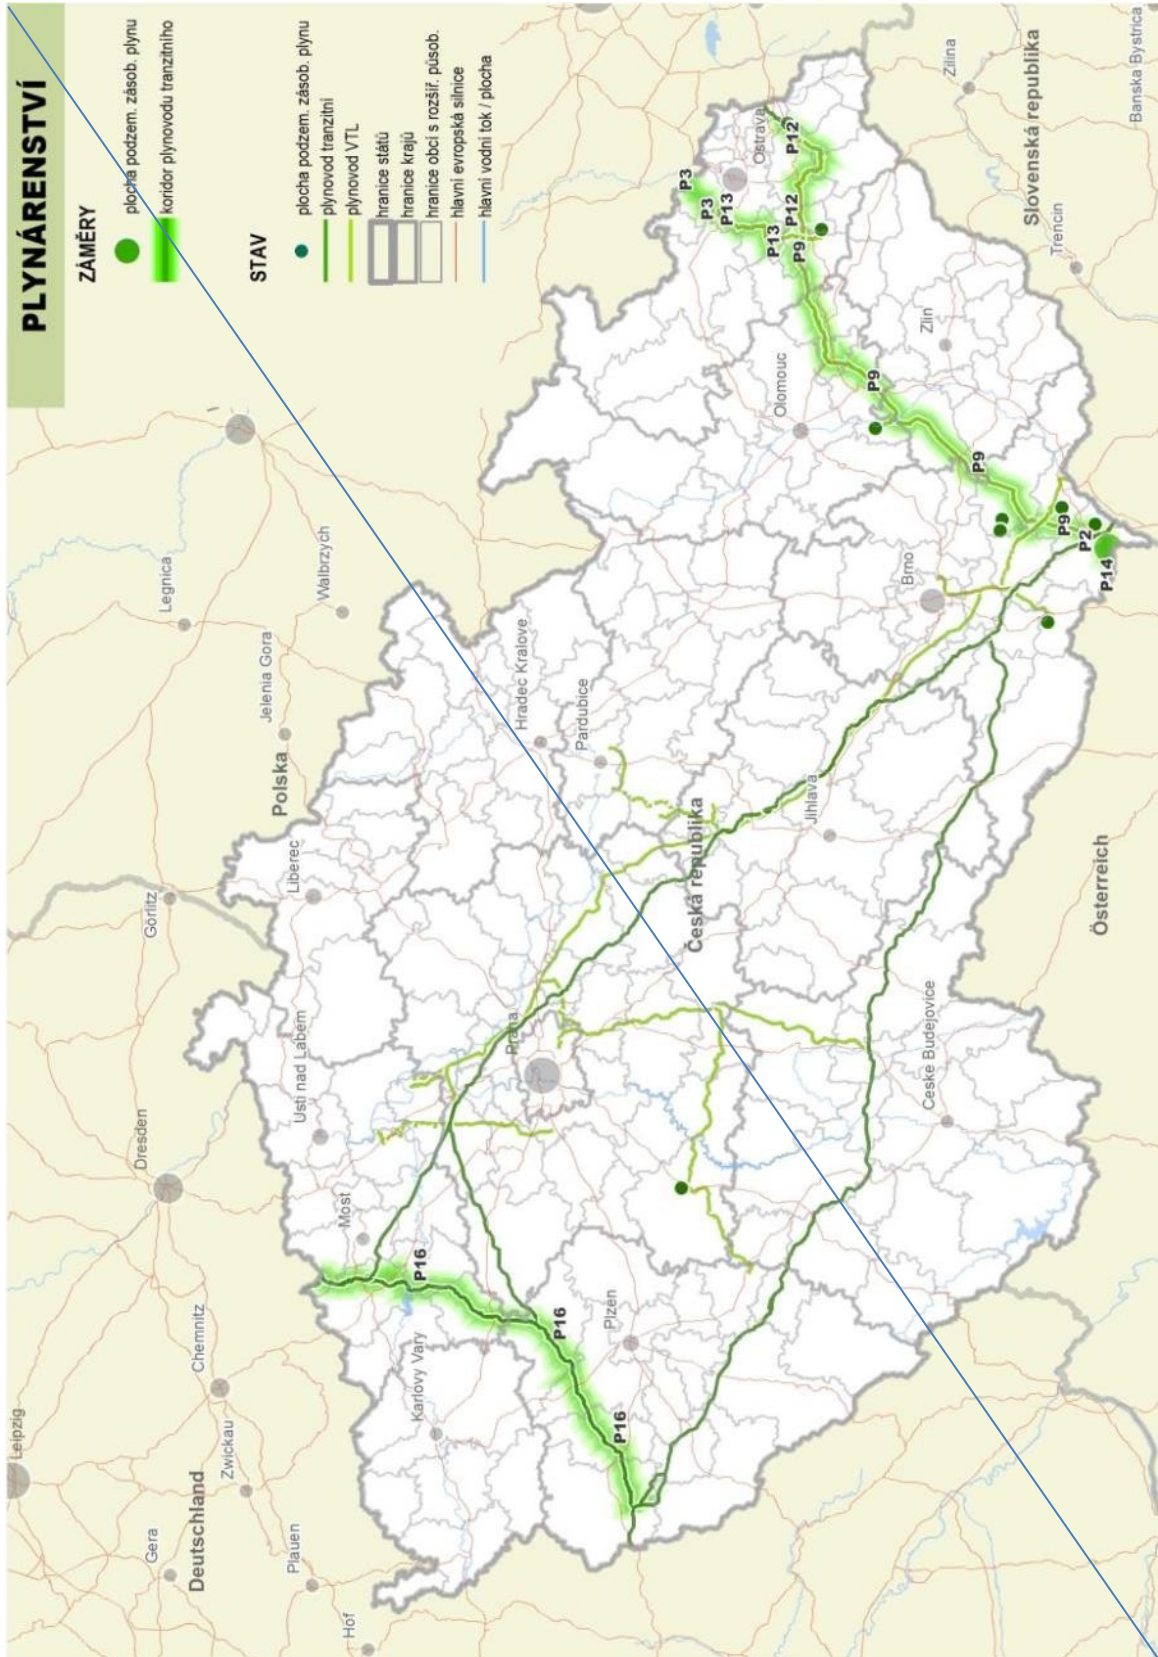 PLYNÁRENSTVÍ
ZÁMĚRY
plocha podzem. zásob. plynu
koridor plynovodu tranzitního
STAV
plocha podzem. zásob. plynu
plynovod tranzitní
plynovod VTL
hranice států
hranice krajů
hranice obcí s rozšíř. působ.
hlavní evropská silnice
hlavní vodní tok / plocha
Leipzig
Gera
Deutschland
Zwickau
Chemnitz
Plauen
Hof
Dresden
Görlitz
Legnica
Jelenia Gora
Walbrzych
Polska
Liberec
Usti nad Labem
Most
Karlovy Vary
P16
P16
P16
Plzen
Praha
Hradec Kralove
Pardubice
Česká republika
Jihlava
Ceske Budejovice
Österreich
Brno
Olomouc
Zlin
Ostrava
P3
P3
P13
P13
P12
P12
P9
P9
P9
P9
P2
P14
Zilina
Slovenská republika
Trencin
Banska Bystrica